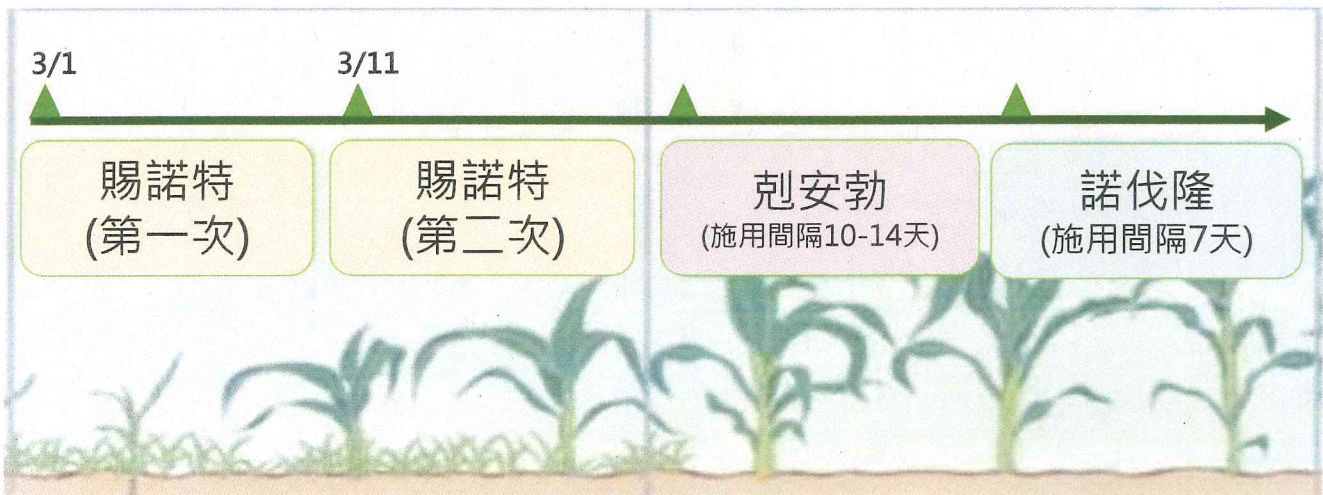 3/1
3/11
賜諾特
(第一次)
賜諾特
(第二次)
剋安勃
(施用間隔10-14天)
諾伐隆
(施用間隔7天)